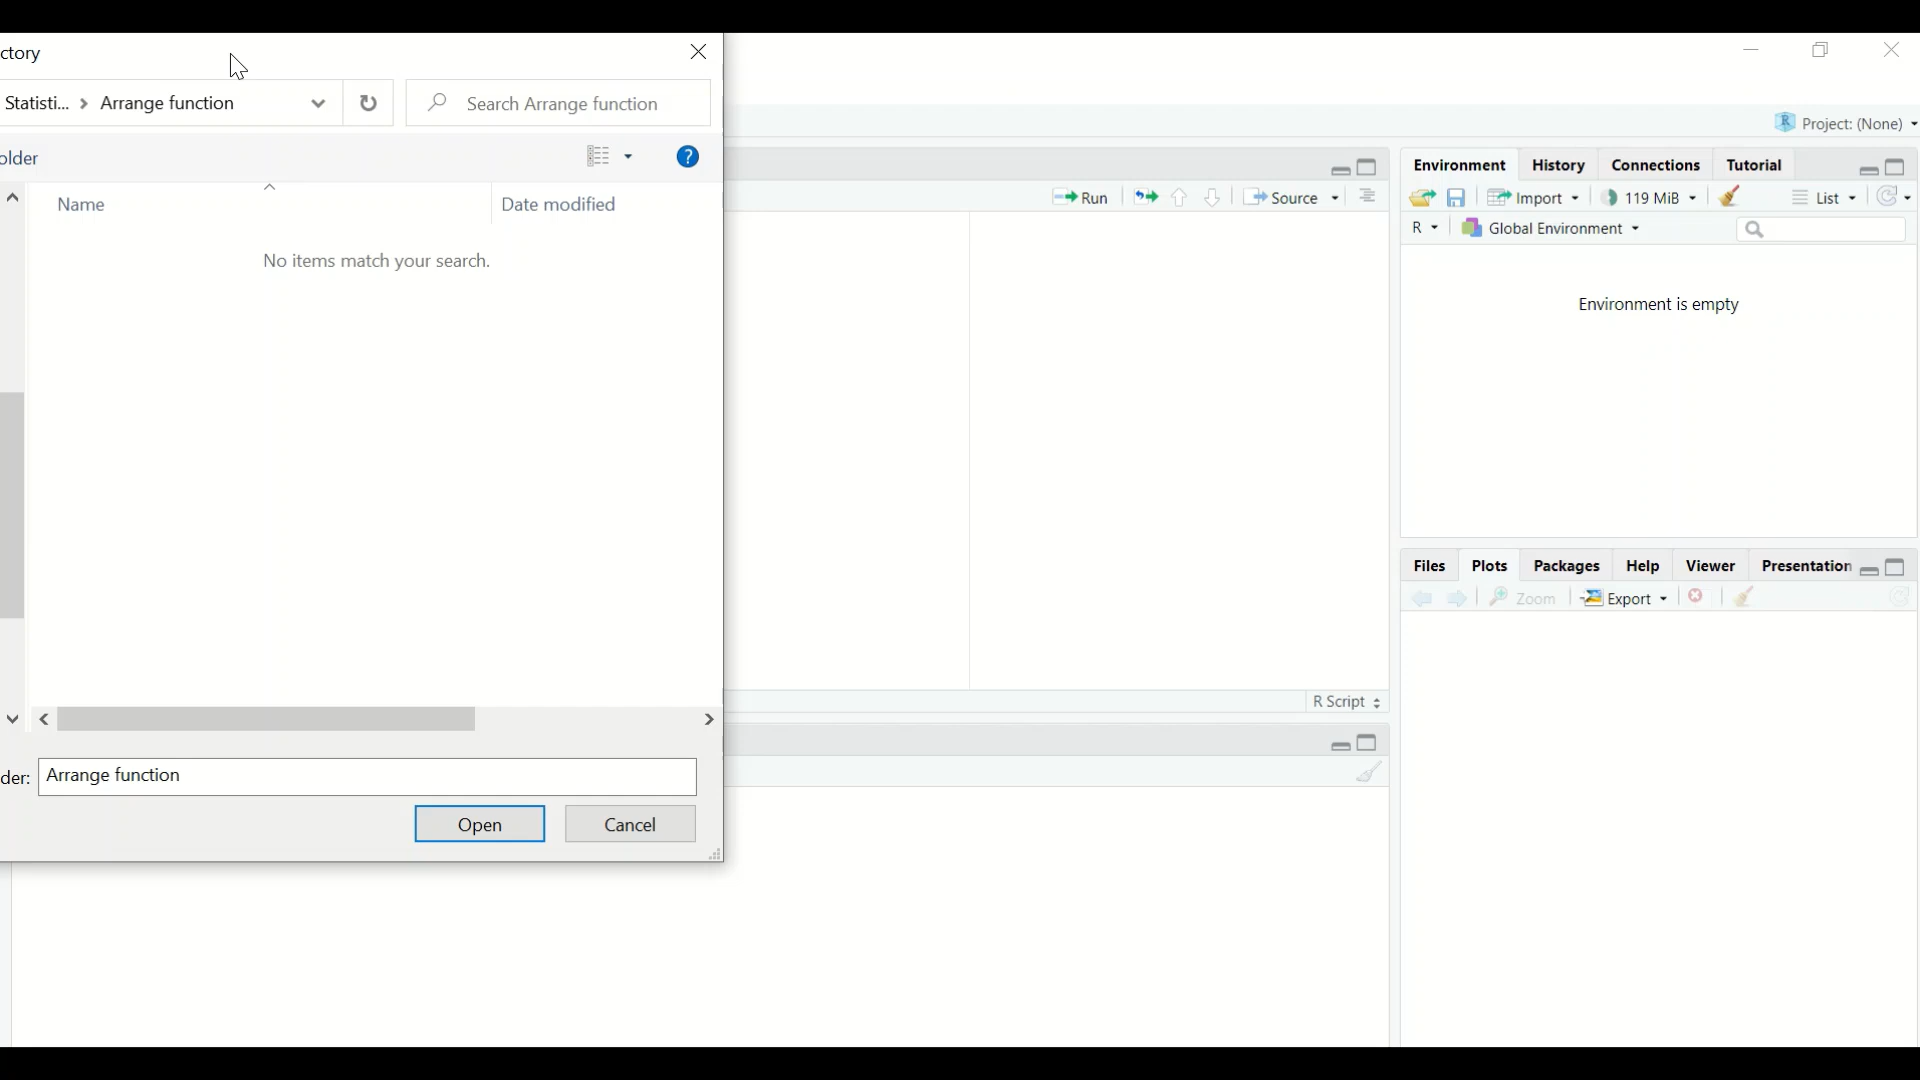 ctory
Statisti... > Arrange function
Search Arrange function
older
Name
Date modified
No items match your search.
der: Arrange function
Open
Cancel
Project: (None)
Run
Source
R Script
Environment History Connections Tutorial
Import 119 MiB List
R Global Environment
Environment is empty
Files Plots Packages Help Viewer Presentation
Zoom Export